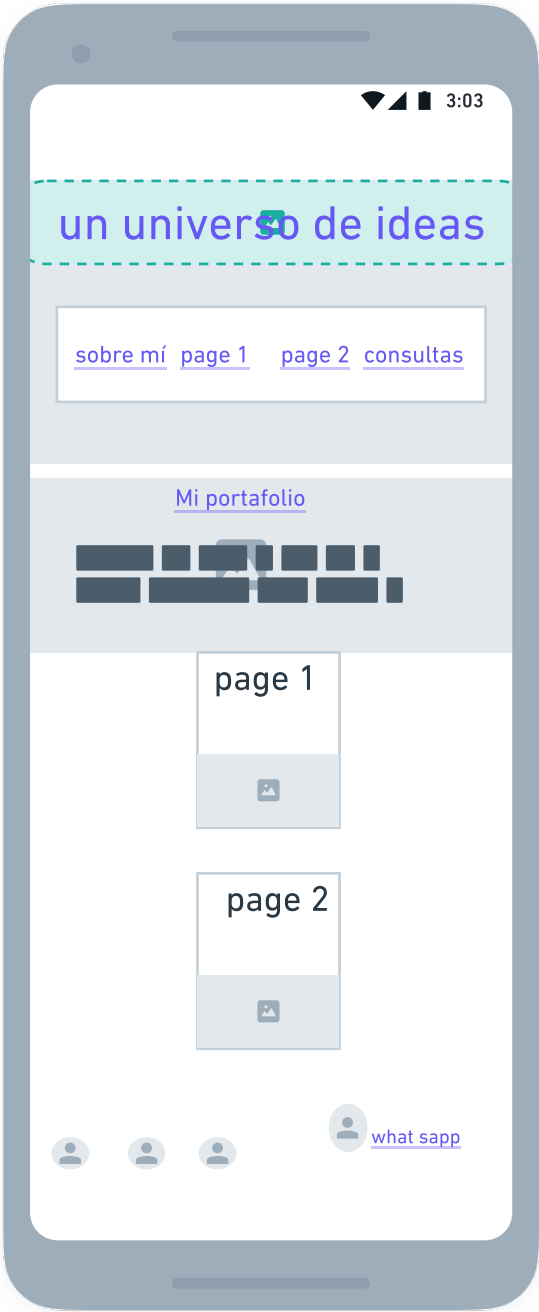 3:03
un universo de ideas
sobre mí page 1 page 2 consultas
Mi portafolio
page 1
page 2
what sapp